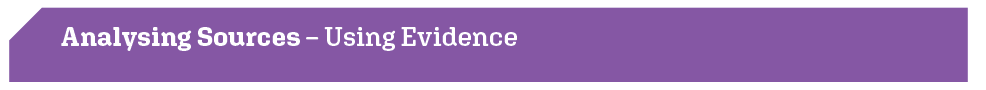 Analysing Sources – Using Evidence